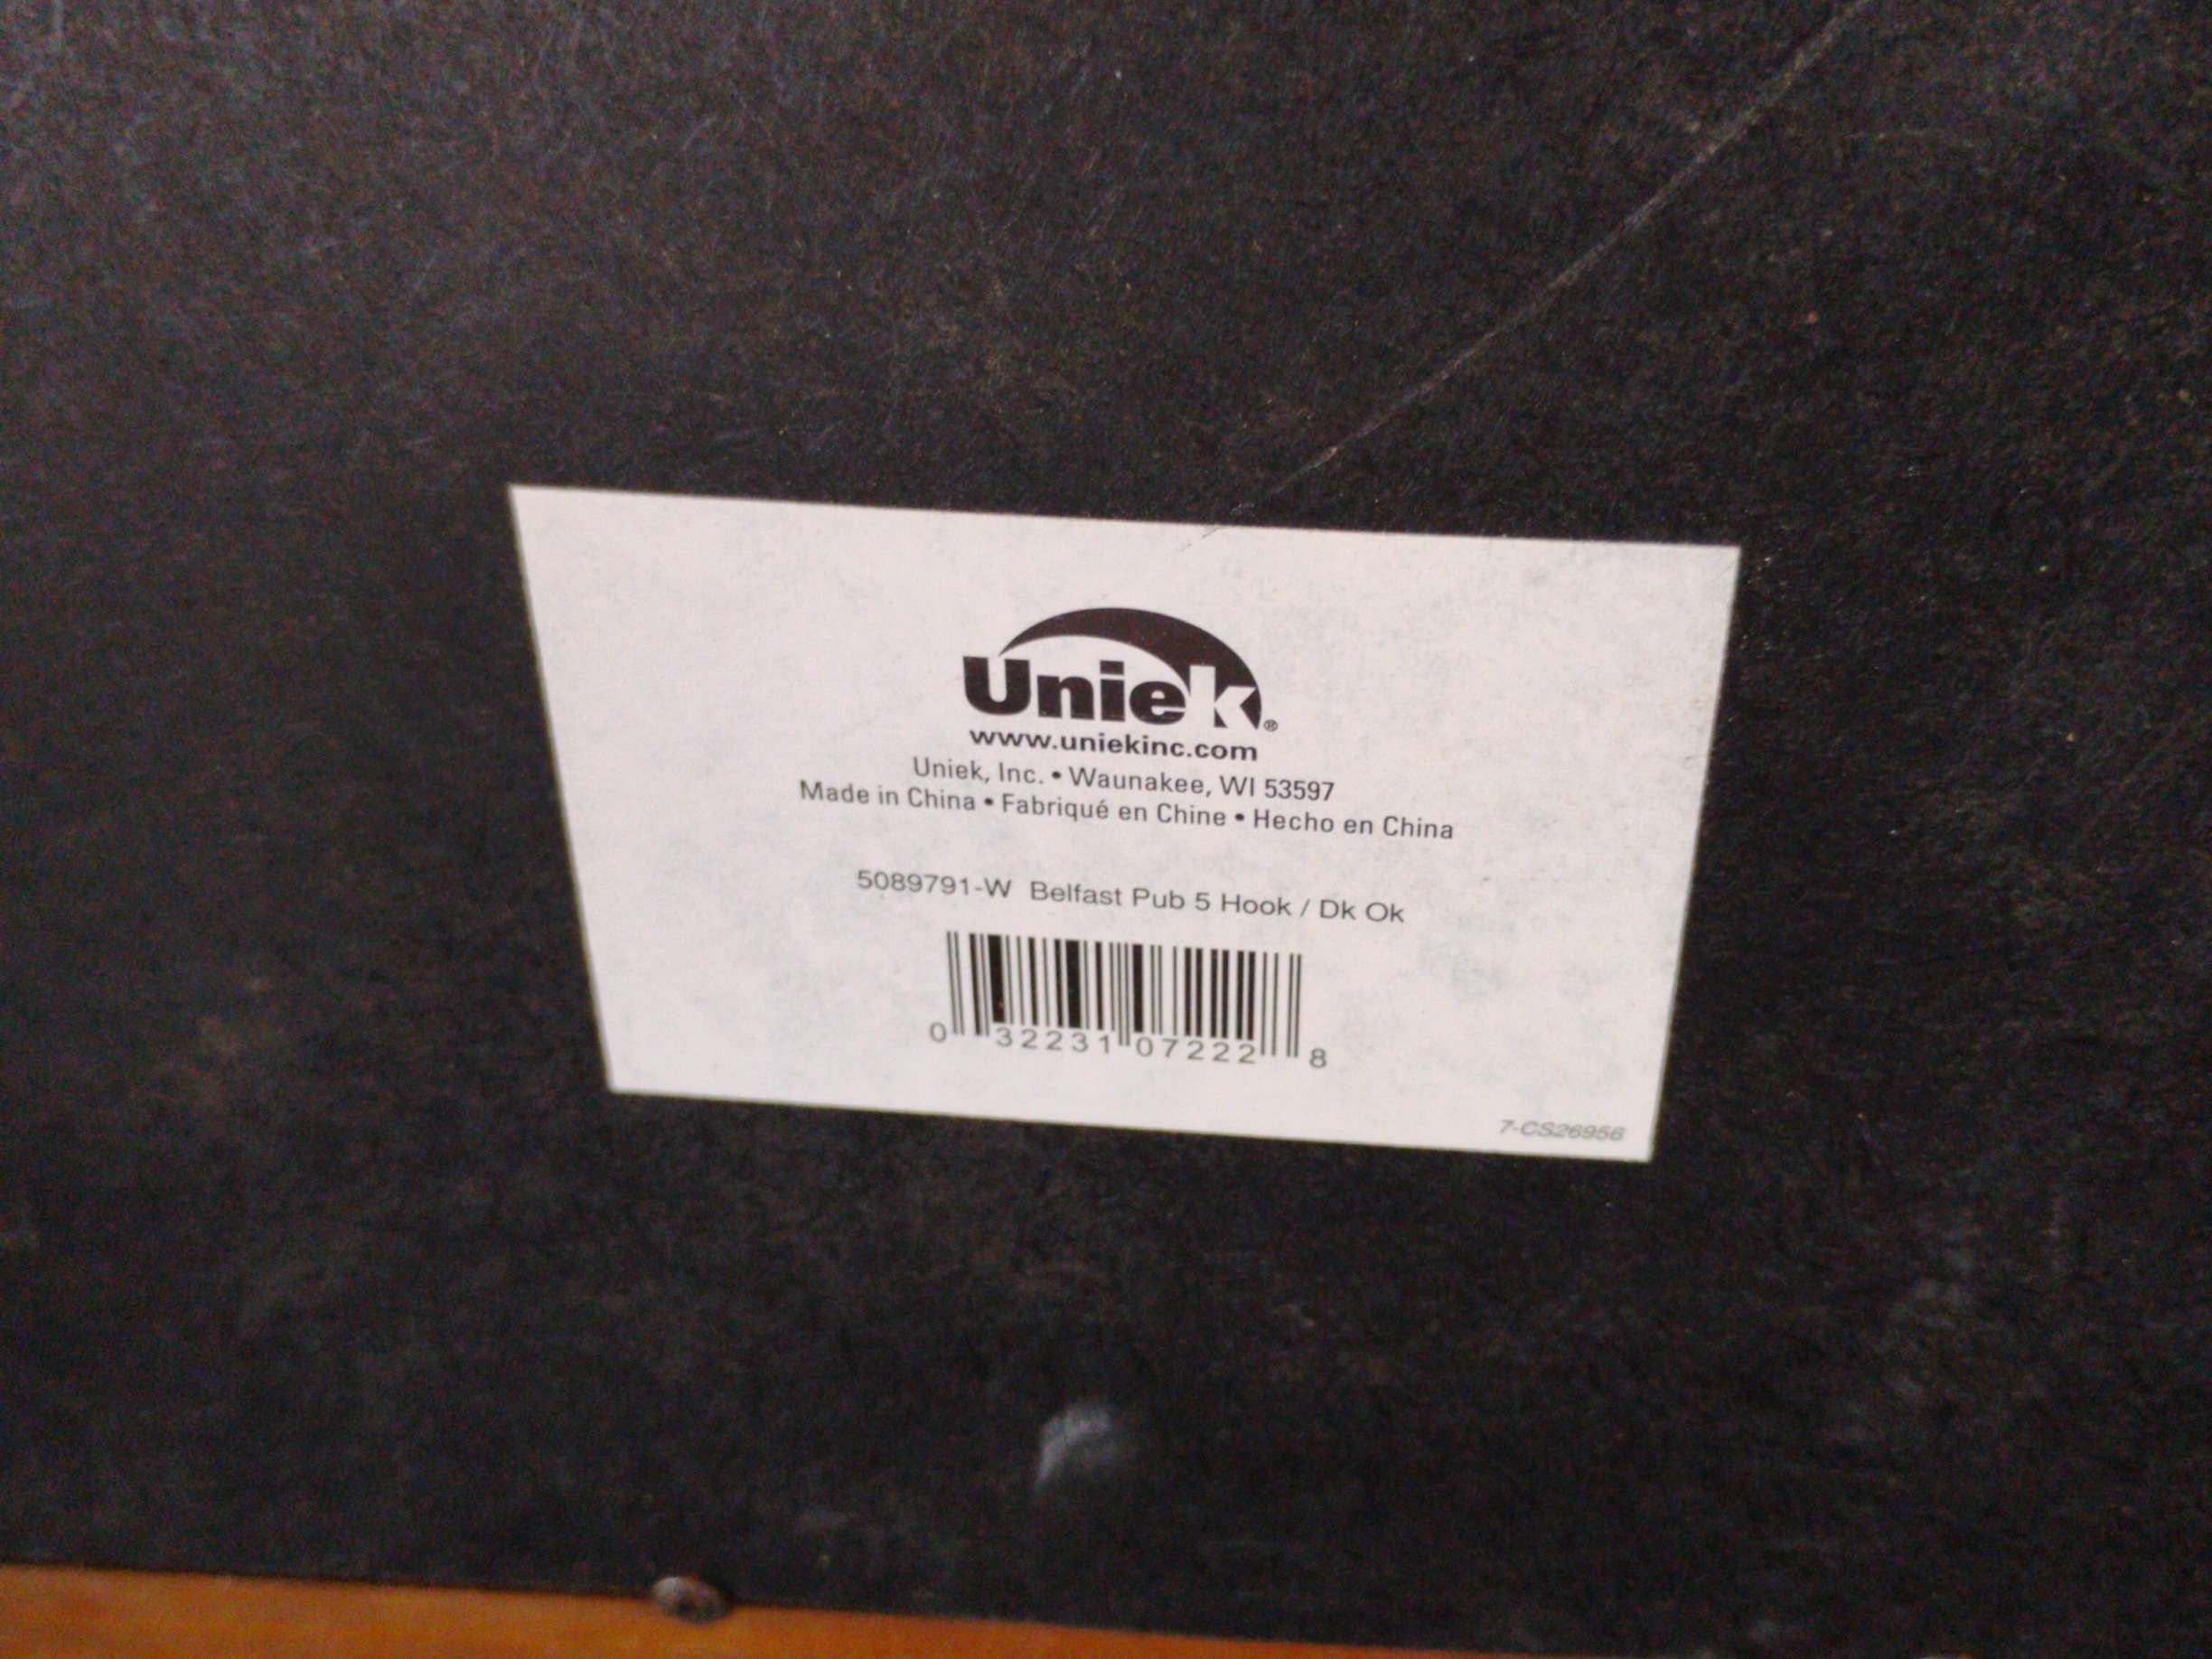 Uniek®
www.uniekinc.com
Uniek, Inc. • Waunakee, WI 53597
Made in China • Fabriqué en Chine • Hecho en China
5089791-W Belfast Pub 5 Hook / Dk Ok
0 32231 07222 8
7-CS26956